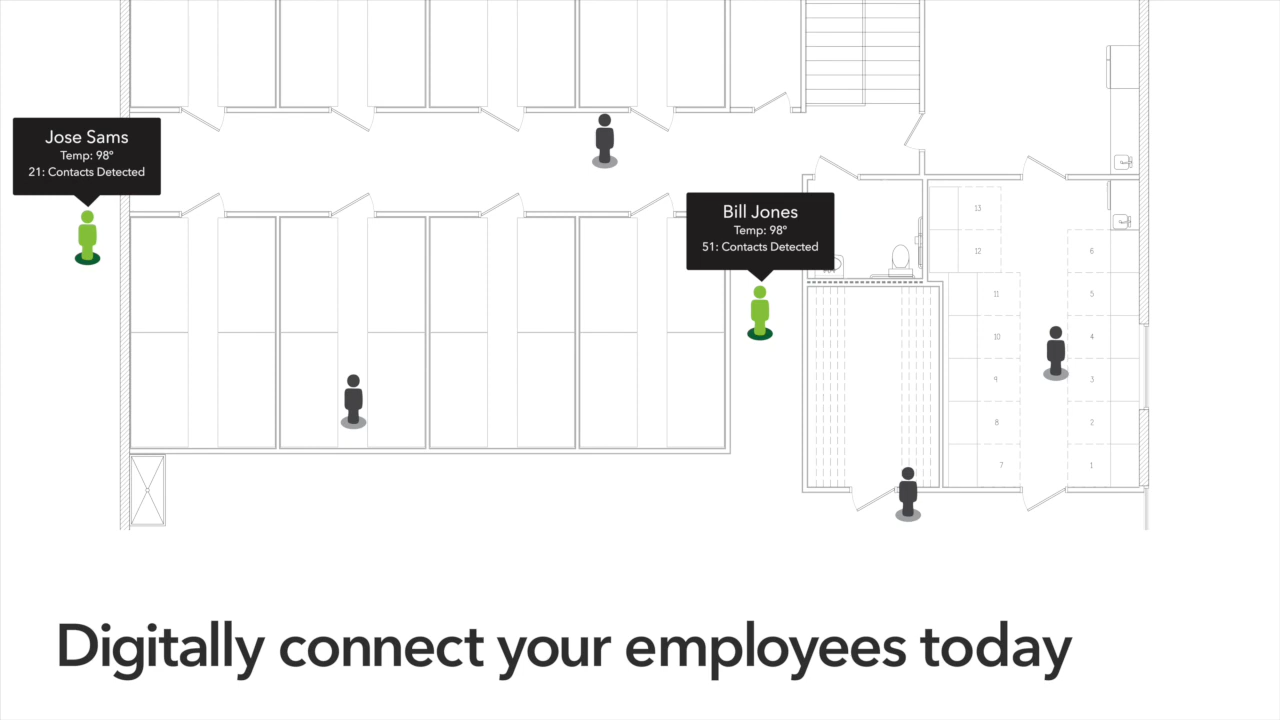 Jose Sams
Temp: 98°
21: Contacts Detected
Bill Jones
Temp: 98°
51: Contacts Detected
13
12
11
10
9
8
7
6
5
4
3
2
1
Digitally connect your employees today